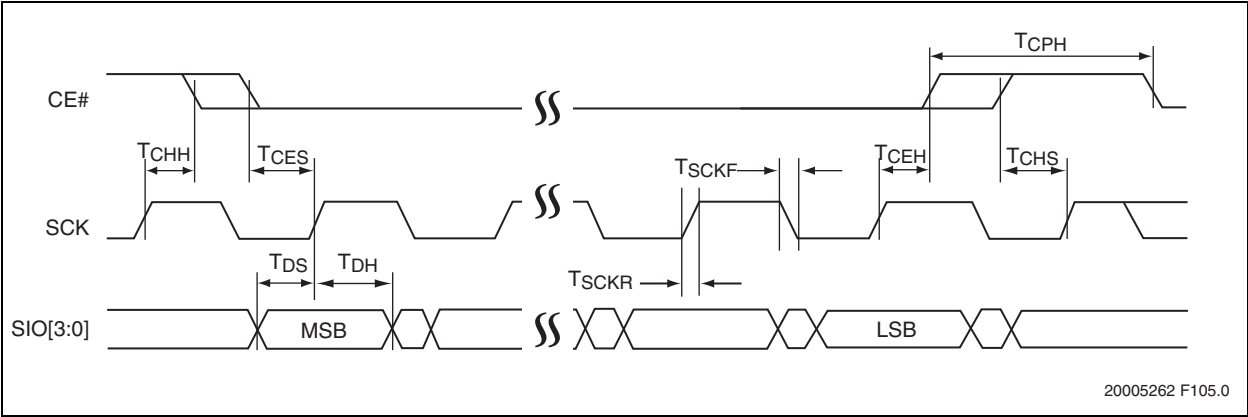 TCPH
CE#
TCHH
TCES
TSCKF
TCEH
TCHS
SCK
TDS
TDH
TSCKR
SIO[3:0]
MSB
LSB
20005262 F105.0